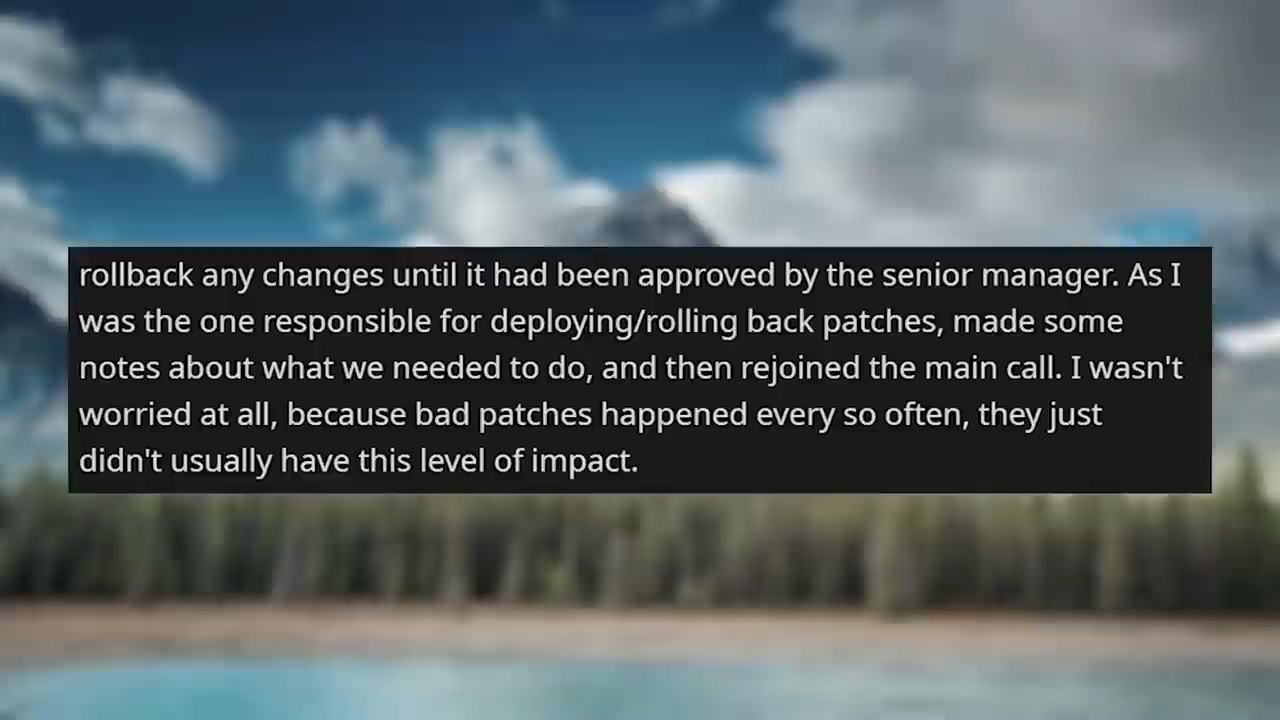 rollback any changes until it had been approved by the senior manager. As I
was the one responsible for deploying/rolling back patches, made some
notes about what we needed to do, and then rejoined the main call. I wasn't
worried at all, because bad patches happened every so often, they just
didn't usually have this level of impact.